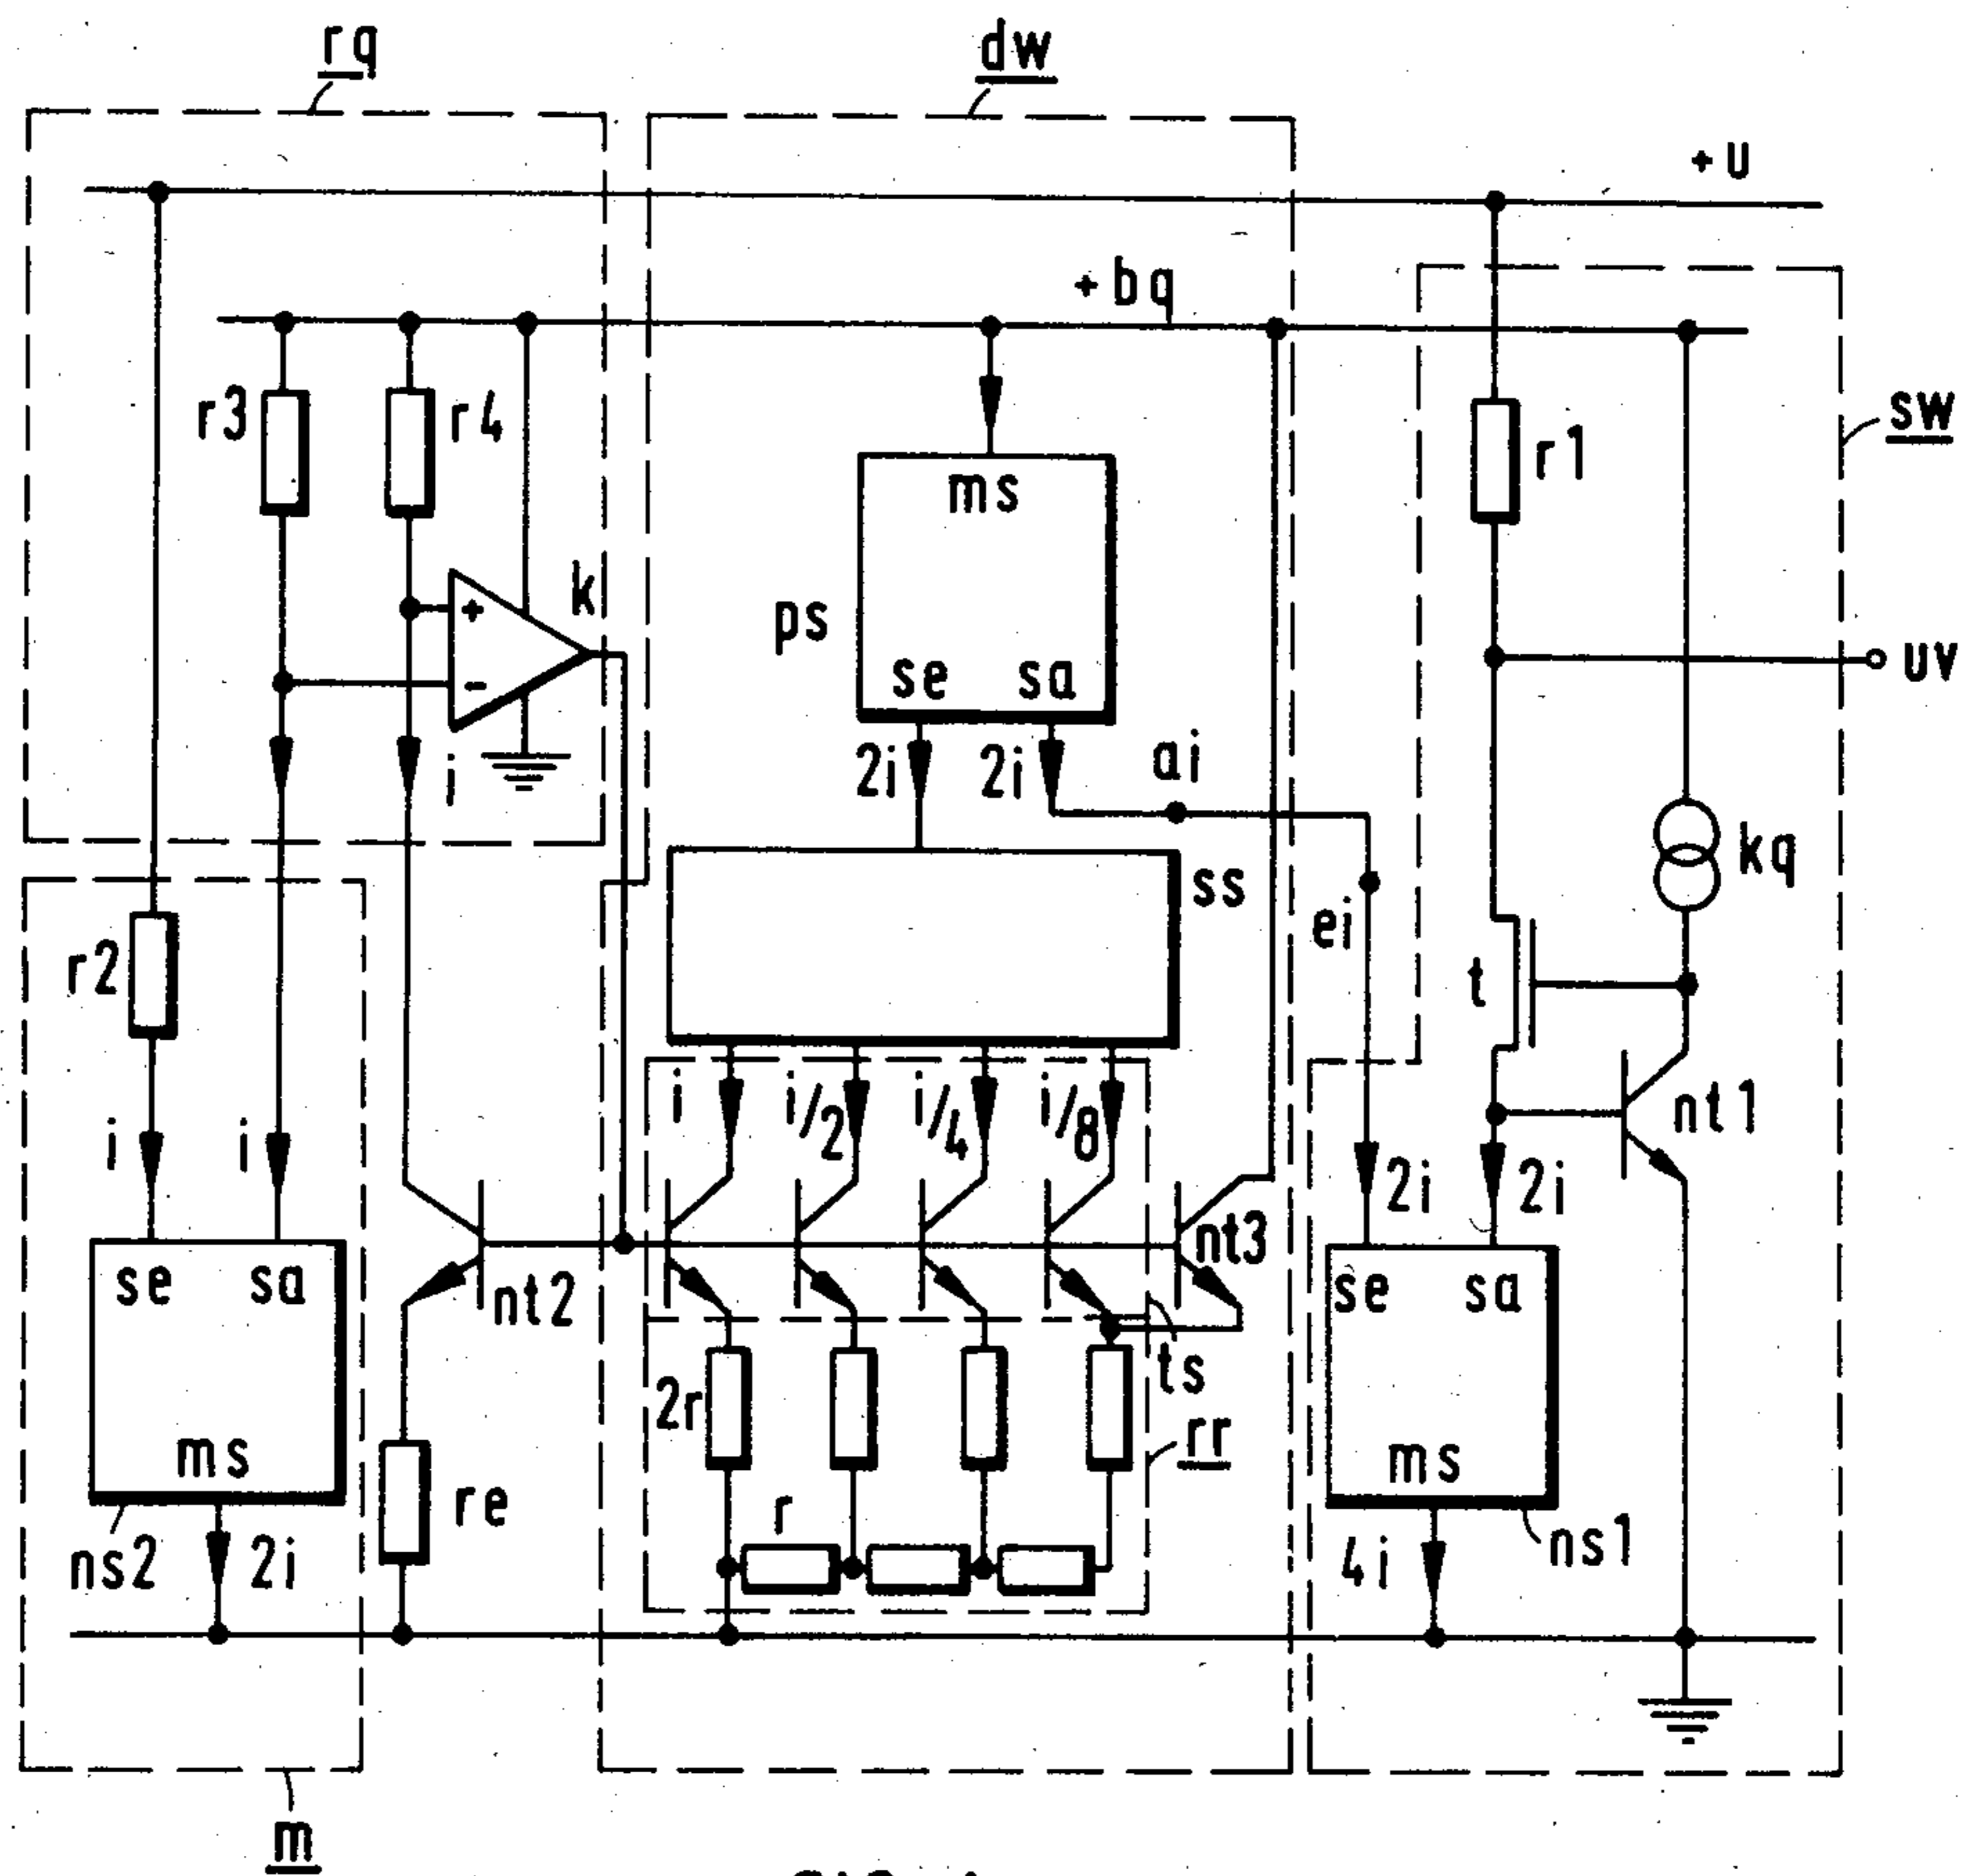 rq
dw
+U
+bq
r3
r4
k
ms
ps
se sa
r1
sw
uv
i
2i 2i
ai
kq
ss
ei
r2
t
i
i
i
i/2
i/4
i/8
nt1
2i
2i
se sa
ms
nt2
nt3
ts
se sa
ms
2r
rr
re
r
ns2
2i
4i
ns1
m